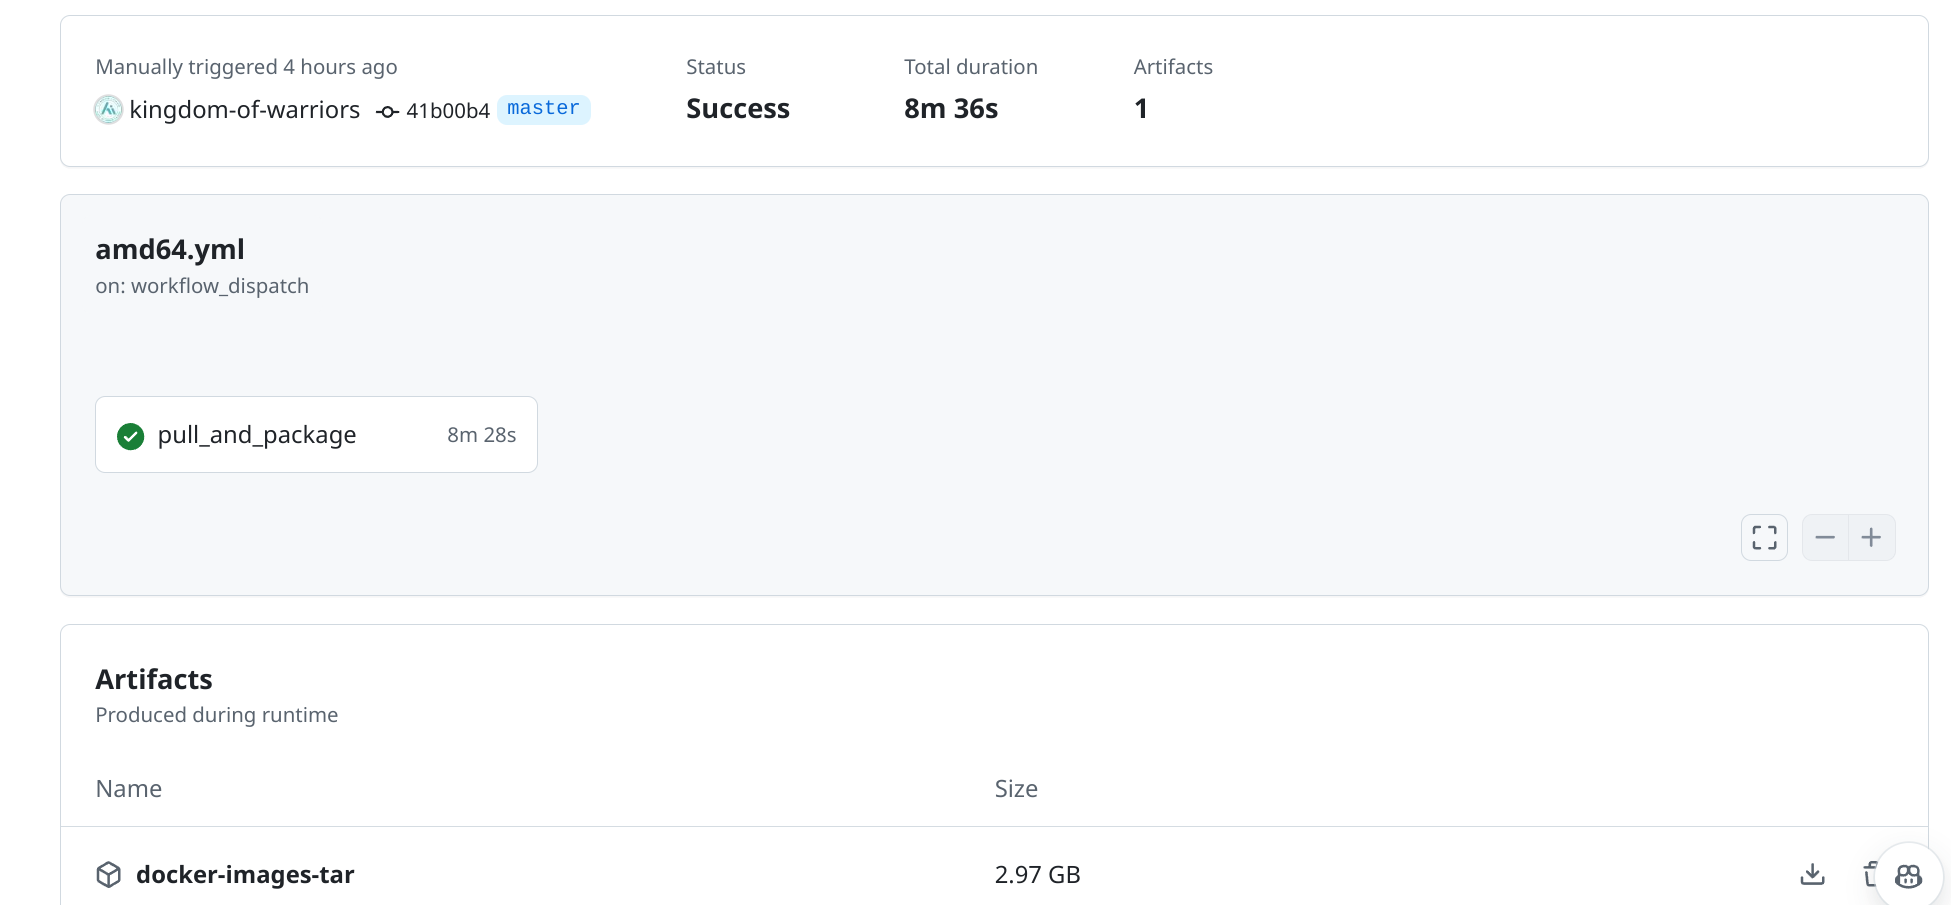 Manually triggered 4 hours ago
kingdom-of-warriors 41b00b4 master
Status
Success
Total duration
8m 36s
Artifacts
1
amd64.yml
on: workflow_dispatch
pull_and_package 8m 28s
Artifacts
Produced during runtime
Name Size
docker-images-tar 2.97 GB